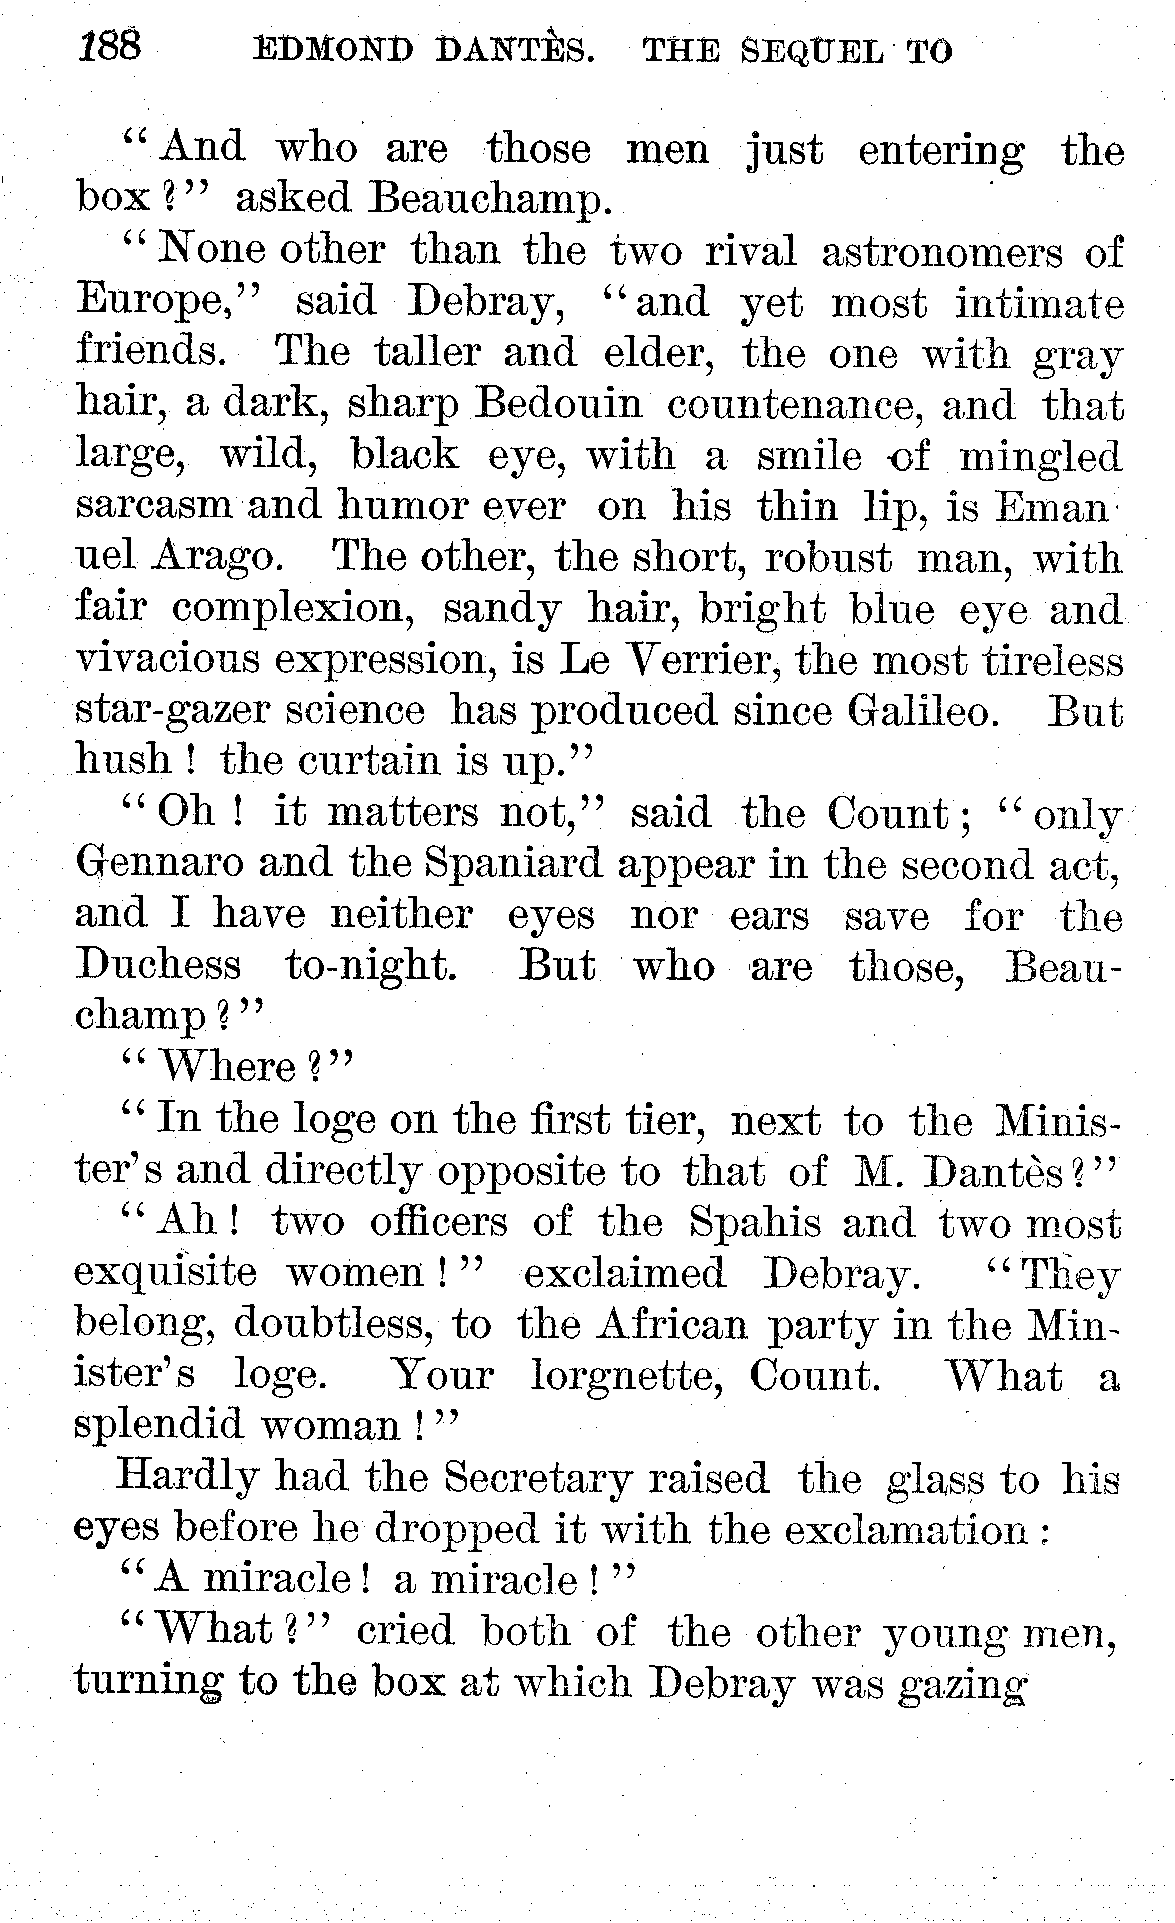 188 EDMOND DANTÈS. THE SEQUEL TO
“And who are those men just entering the
box?” asked Beauchamp.
“None other than the two rival astronomers of
Europe,” said Debray, “and yet most intimate
friends. The taller and elder, the one with gray
hair, a dark, sharp Bedouin countenance, and that
large, wild, black eye, with a smile of mingled
sarcasm and humor ever on his thin lip, is Eman
uel Arago. The other, the short, robust man, with
fair complexion, sandy hair, bright blue eye and
vivacious expression, is Le Verrier, the most tireless
star-gazer science has produced since Galileo. But
hush! the curtain is up.”
“Oh! it matters not,” said the Count; “only
Gennaro and the Spaniard appear in the second act,
and I have neither eyes nor ears save for the
Duchess to-night. But who are those, Beau-
champ?”
“Where?”
“In the loge on the first tier, next to the Minis-
ter’s and directly opposite to that of M. Dantès?”
“Ah! two officers of the Spahis and two most
exquisite women!” exclaimed Debray. “They
belong, doubtless, to the African party in the Min-
ister’s loge. Your lorgnette, Count. What a
splendid woman!”
Hardly had the Secretary raised the glass to his
eyes before he dropped it with the exclamation:
“A miracle! a miracle!”
“What?” cried both of the other young men,
turning to the box at which Debray was gazing